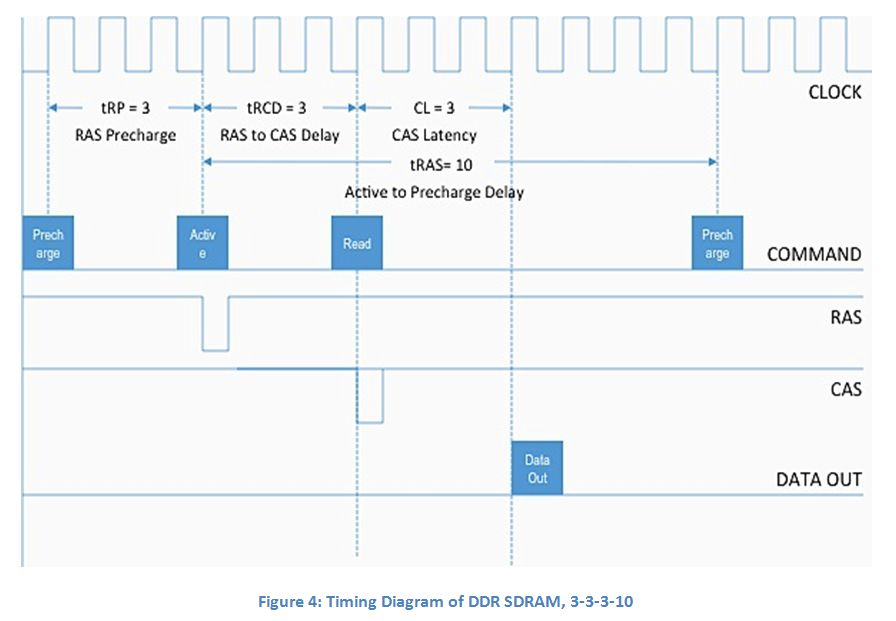 CLOCK
tRP = 3
RAS Precharge
tRCD = 3
RAS to CAS Delay
CL = 3
CAS Latency
tRAS= 10
Active to Precharge Delay
Prech
arge
Activ
e
Read
Prech
arge
COMMAND
RAS
CAS
Data
Out
DATA OUT
Figure 4: Timing Diagram of DDR SDRAM, 3-3-3-10